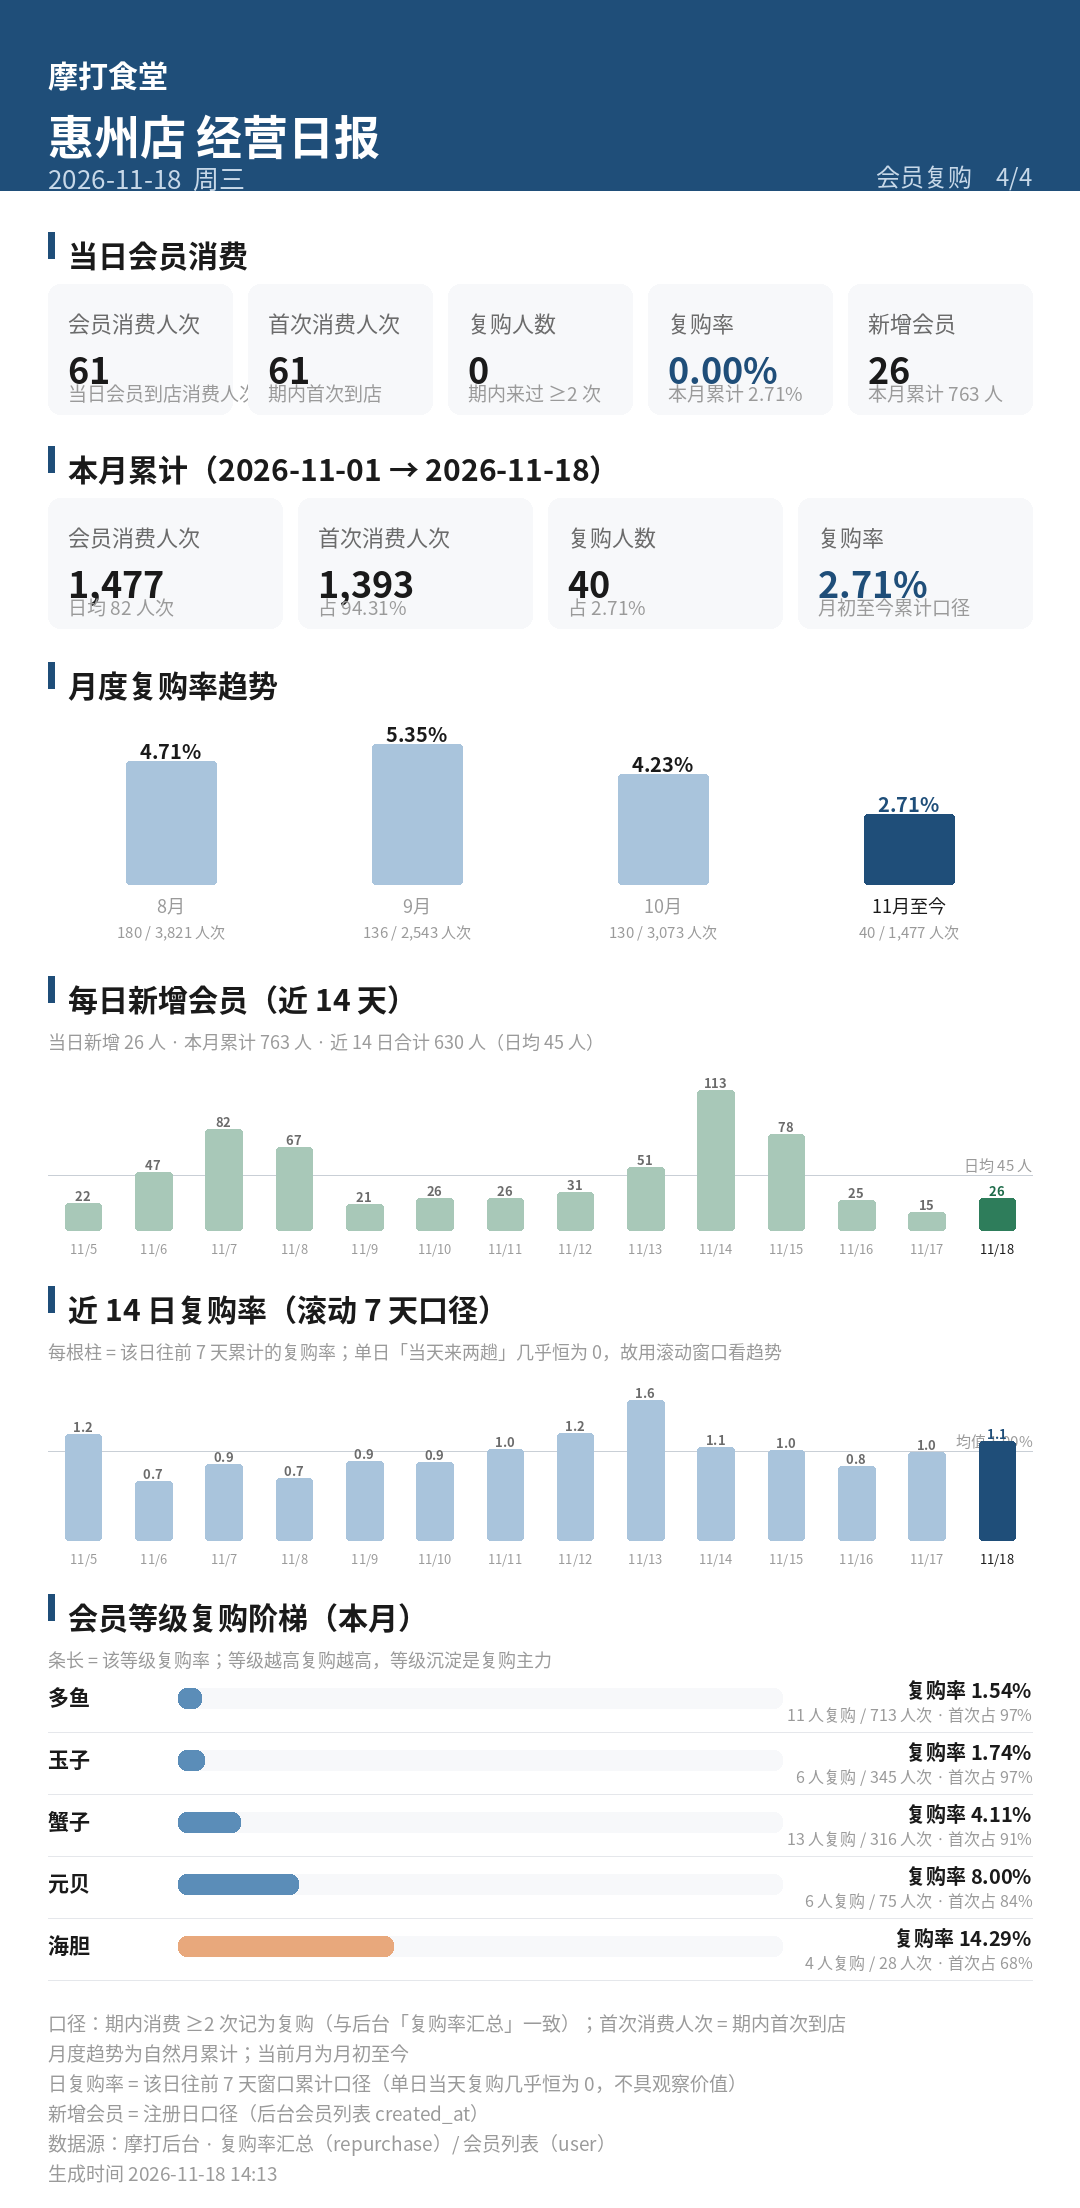 摩打食堂
惠州店 经营日报
2026-11-18 周三
会员复购 4/4
当日会员消费
会员消费人次
61
当日会员到店消费人次
首次消费人次
61
期内首次到店
复购人数
0
期内来过 ≥2 次
复购率
0.00%
本月累计 2.71%
新增会员
26
本月累计 763 人
本月累计（2026-11-01 → 2026-11-18）
会员消费人次
1,477
日均 82 人次
首次消费人次
1,393
占 94.31%
复购人数
40
占 2.71%
复购率
2.71%
月初至今累计口径
月度复购率趋势
4.71%
5.35%
4.23%
2.71%
8月
9月
10月
11月至今
180 / 3,821 人次
136 / 2,543 人次
130 / 3,073 人次
40 / 1,477 人次
每日新增会员（近 14 天）
当日新增 26 人 · 本月累计 763 人 · 近 14 日合计 630 人（日均 45 人）
22
47
82
67
21
26
26
31
51
113
78
25
15
26
日均 45 人
11/5
11/6
11/7
11/8
11/9
11/10
11/11
11/12
11/13
11/14
11/15
11/16
11/17
11/18
近 14 日复购率（滚动 7 天口径）
每根柱 = 该日往前 7 天累计的复购率；单日「当天来两趟」几乎恒为 0，故用滚动窗口看趋势
1.2
0.7
0.9
0.7
0.9
0.9
1.0
1.2
1.6
1.1
1.0
0.8
1.0
1.1
均值
11/5
11/6
11/7
11/8
11/9
11/10
11/11
11/12
11/13
11/14
11/15
11/16
11/17
11/18
会员等级复购阶梯（本月）
条长 = 该等级复购率；等级越高复购越高，等级沉淀是复购主力
多鱼
复购率 1.54%
11 人复购 / 713 人次 · 首次占 97%
玉子
复购率 1.74%
6 人复购 / 345 人次 · 首次占 97%
蟹子
复购率 4.11%
13 人复购 / 316 人次 · 首次占 91%
元贝
复购率 8.00%
6 人复购 / 75 人次 · 首次占 84%
海胆
复购率 14.29%
4 人复购 / 28 人次 · 首次占 68%
口径：期内消费 ≥2 次记为复购（与后台「复购率汇总」一致）；首次消费人次 = 期内首次到店
月度趋势为自然月累计；当前月为月初至今
日复购率 = 该日往前 7 天窗口累计口径（单日当天复购几乎恒为 0，不具观察价值）
新增会员 = 注册日口径（后台会员列表 created_at）
数据源：摩打后台 · 复购率汇总（repurchase）/ 会员列表（user）
生成时间 2026-11-18 14:13